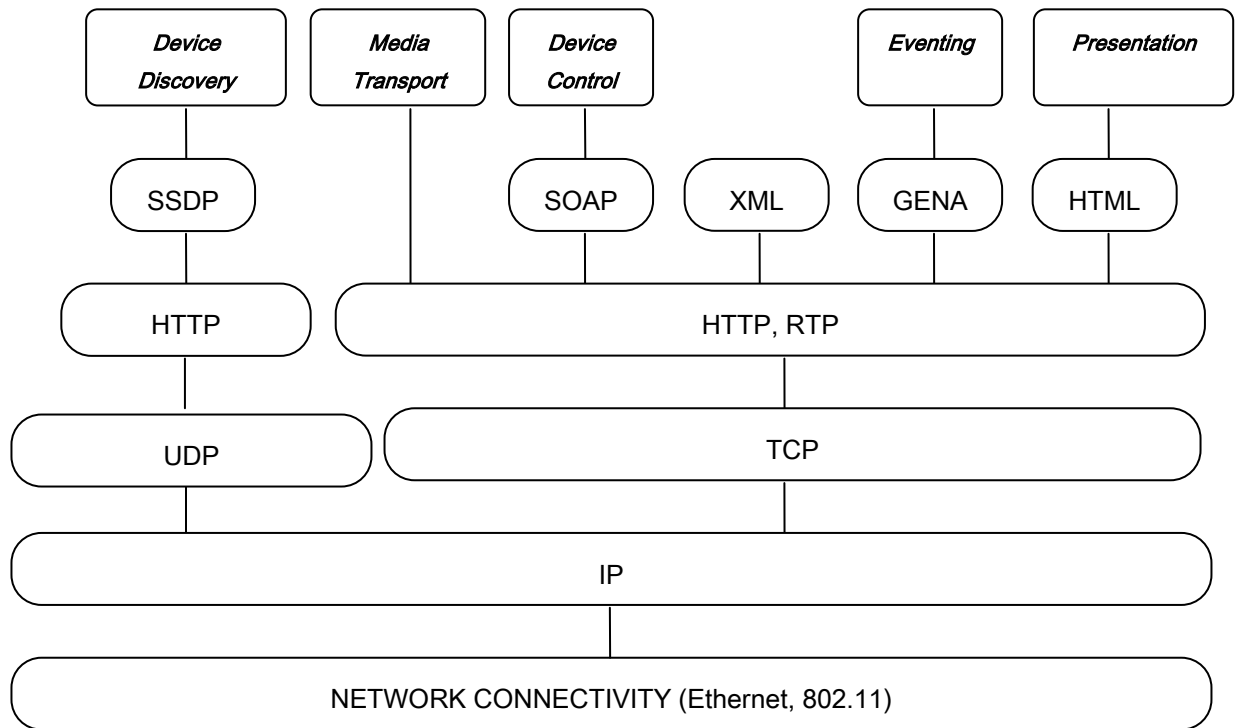 Device
Discovery
Media
Transport
Device
Control
Eventing
Presentation
SSDP
SOAP
XML
GENA
HTML
HTTP
HTTP, RTP
UDP
TCP
IP
NETWORK CONNECTIVITY (Ethernet, 802.11)